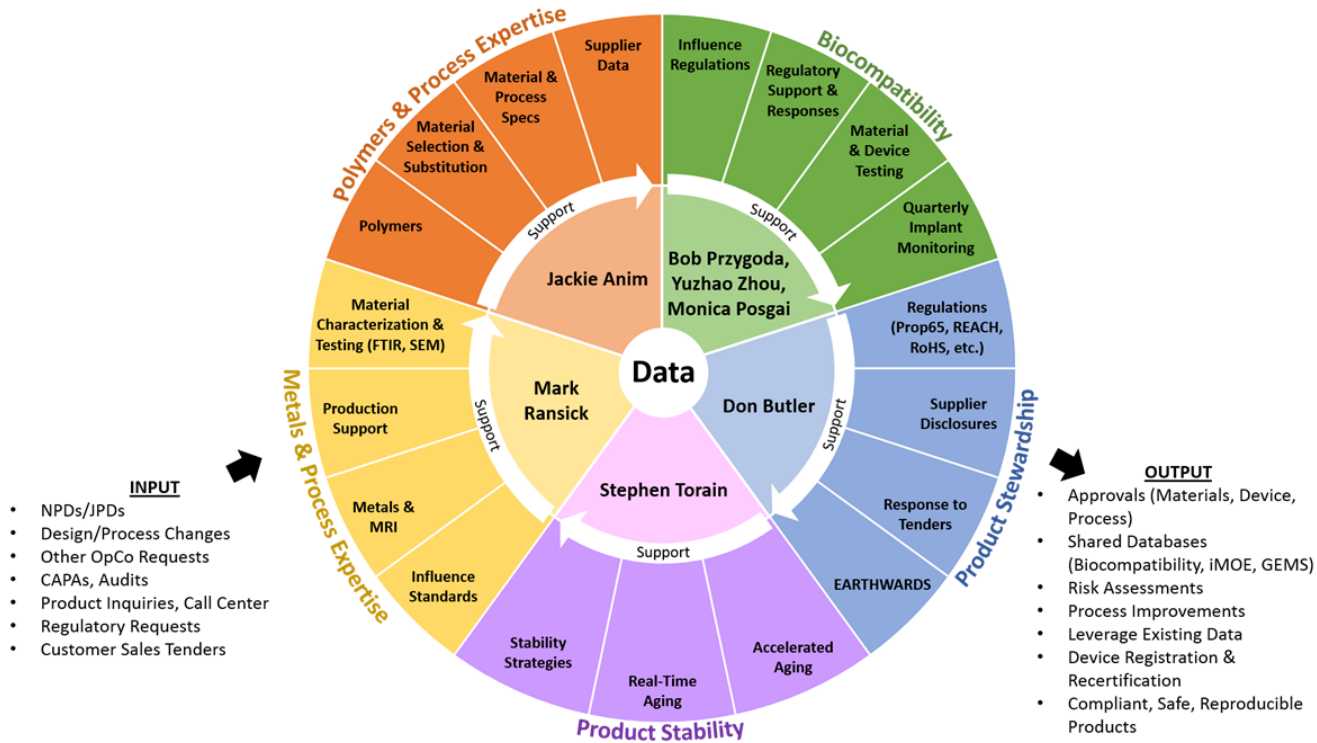 Polymers & Process Expertise
Supplier
Data
Material &
Process
Specs
Material
Selection &
Substitution
Polymers
Support
Jackie Anim
Biocompatibility
Influence
Regulations
Regulatory
Support &
Responses
Material
& Device
Testing
Quarterly
Implant
Monitoring
Support
Bob Przygoda,
Yuzhao Zhou,
Monica Posgai
Data
Product Stewardship
Regulations
(Prop65, REACH,
RoHS, etc.)
Supplier
Disclosures
Response to
Tenders
EARTHWARDS
Support
Don Butler
Product Stability
Accelerated
Aging
Real-Time
Aging
Stability
Strategies
Support
Stephen Torain
Metals & Process Expertise
Material
Characterization &
Testing (FTIR, SEM)
Production
Support
Metals &
MRI
Influence
Standards
Support
Mark
Ransick
INPUT
• NPDs/JPDs
• Design/Process Changes
• Other OpCo Requests
• CAPAs, Audits
• Product Inquiries, Call Center
• Regulatory Requests
• Customer Sales Tenders
OUTPUT
• Approvals (Materials, Device,
Process)
• Shared Databases
(Biocompatibility, iMOE, GEMS)
• Risk Assessments
• Process Improvements
• Leverage Existing Data
• Device Registration &
Recertification
• Compliant, Safe, Reproducible
Products